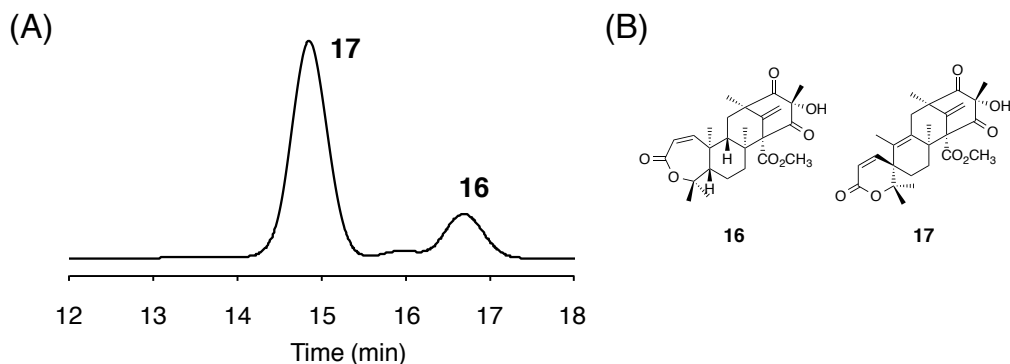 (A)
17
16
12 13 14 15 16 17 18
Time (min)
(B)
O
OH
O
CO2CH3
O
O
H
H
16
O
OH
O
CO2CH3
O
O
17